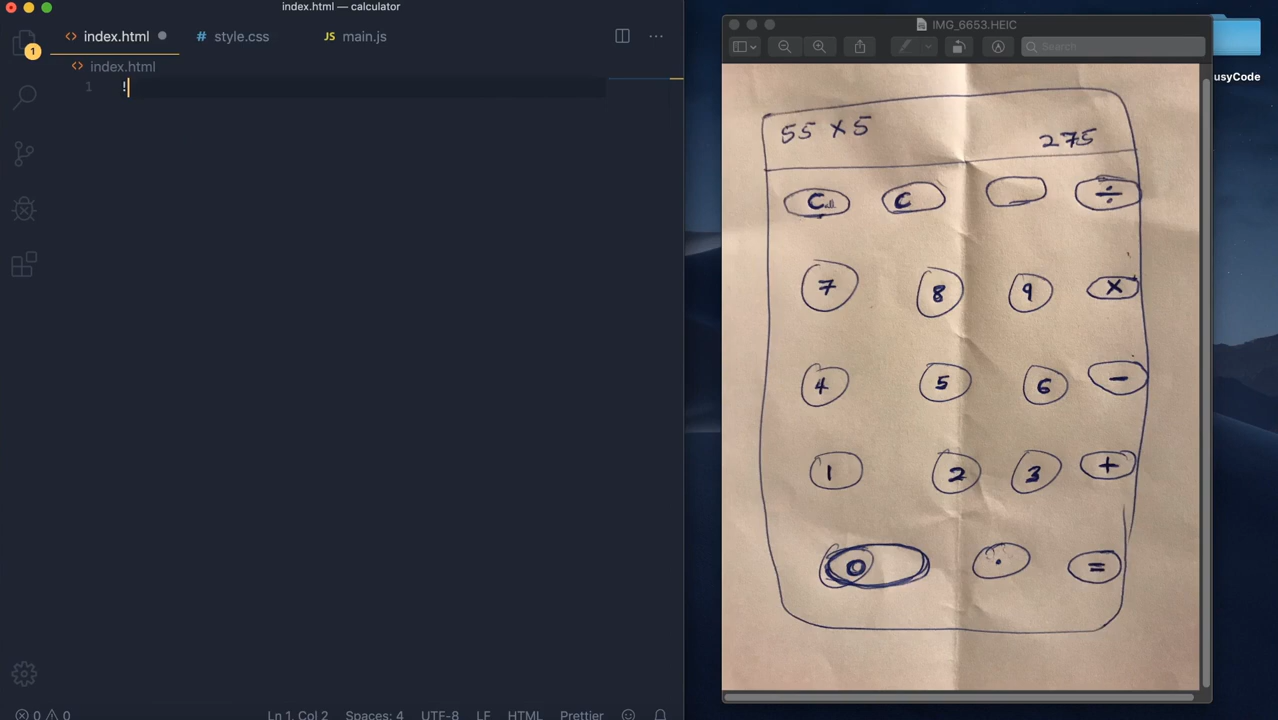 index.html — calculator
index.html
style.css
main.js
index.html
1
!
1
Ln 1, Col 2
Spaces: 4
UTF-8
LF
HTML
Prettier
0
0
IMG_6653.HEIC
Search
usyCode
55 × 5
275
C
C
÷
7
8
9
×
4
5
6
-
1
2
3
+
0
.
=